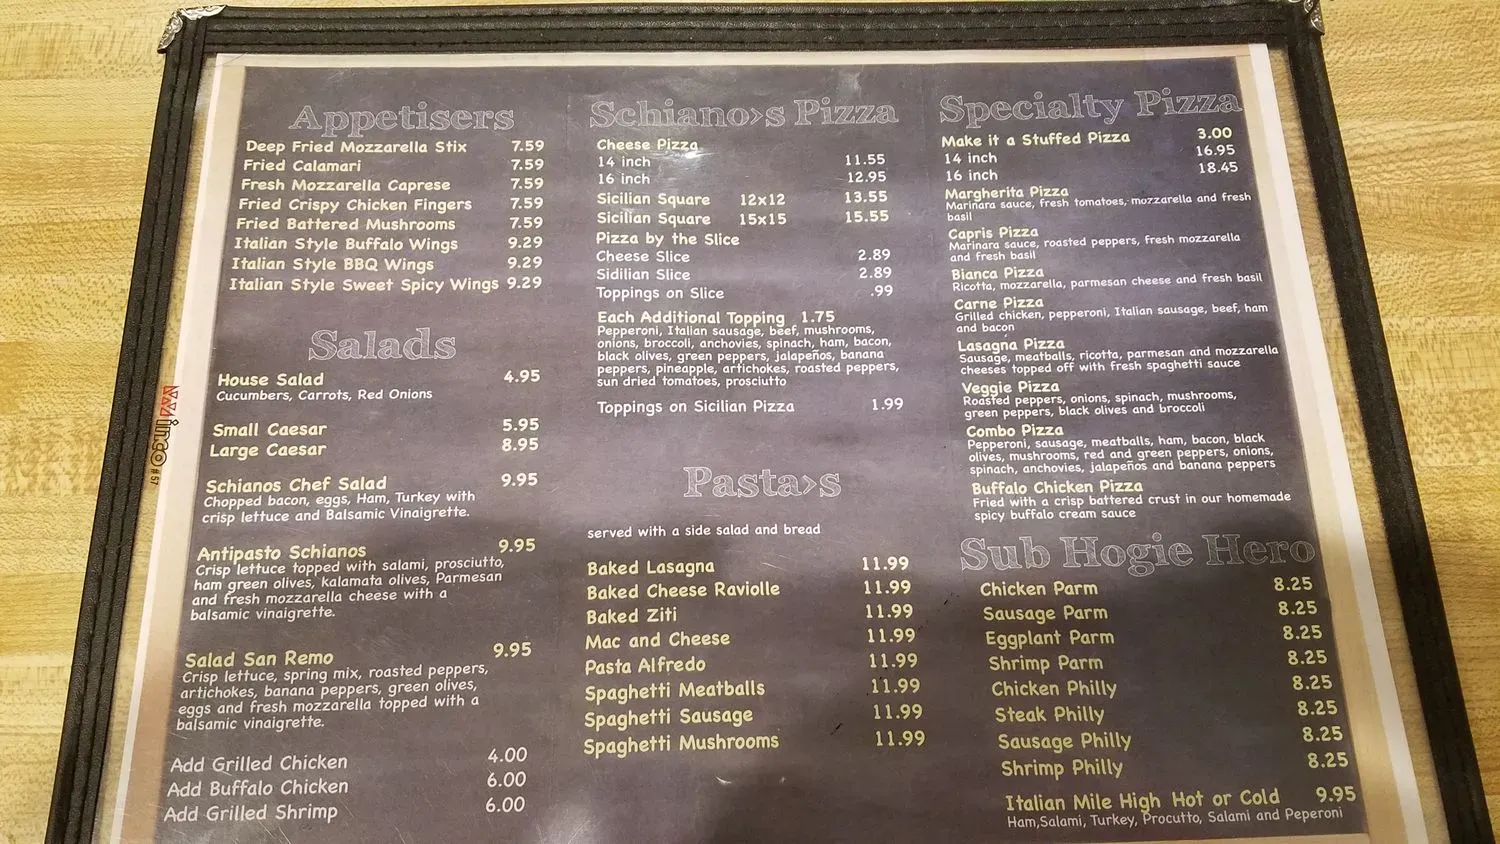 Appetisers
Deep Fried Mozzarella Stix 7.59
Fried Calamari 7.59
Fresh Mozzarella Caprese 7.59
Fried Crispy Chicken Fingers 7.59
Fried Battered Mushrooms 7.59
Italian Style Buffalo Wings 9.29
Italian Style BBQ Wings 9.29
Italian Style Sweet Spicy Wings 9.29
Salads
House Salad 4.95
Cucumbers, Carrots, Red Onions
Small Caesar 5.95
Large Caesar 8.95
Schianos Chef Salad 9.95
Chopped bacon, eggs, Ham, Turkey with
crisp lettuce and Balsamic Vinaigrette.
Antipasto Schianos 9.95
Crisp lettuce topped with salami, prosciutto,
ham green olives, kalamata olives, Parmesan
and fresh mozzarella cheese with a
balsamic vinaigrette.
Salad San Remo 9.95
Crisp lettuce, spring mix, roasted peppers,
artichokes, banana peppers, green olives,
eggs and fresh mozzarella topped with a
balsamic vinaigrette.
Add Grilled Chicken 4.00
Add Buffalo Chicken 6.00
Add Grilled Shrimp 6.00
Schiano>s Pizza
Cheese Pizza
14 inch 11.55
16 inch 12.95
Sicilian Square 12x12 13.55
Sicilian Square 15x15 15.55
Pizza by the Slice
Cheese Slice 2.89
Sidilian Slice 2.89
Toppings on Slice .99
Each Additional Topping 1.75
Pepperoni, Italian sausage, beef, mushrooms,
onions, broccoli, anchovies, spinach, ham, bacon,
black olives, green peppers, jalapeños, banana
peppers, pineapple, artichokes, roasted peppers,
sun dried tomatoes, prosciutto
Toppings on Sicilian Pizza 1.99
Pasta>s
served with a side salad and bread
Baked Lasagna 11.99
Baked Cheese Raviolle 11.99
Baked Ziti 11.99
Mac and Cheese 11.99
Pasta Alfredo 11.99
Spaghetti Meatballs 11.99
Spaghetti Sausage 11.99
Spaghetti Mushrooms 11.99
Specialty Pizza
Make it a Stuffed Pizza 3.00
14 inch 16.95
16 inch 18.45
Margherita Pizza
Marinara sauce, fresh tomatoes, mozzarella and fresh
basil
Capris Pizza
Marinara sauce, roasted peppers, fresh mozzarella
and fresh basil
Bianca Pizza
Ricotta, mozzarella, parmesan cheese and fresh basil
Carne Pizza
Grilled chicken, pepperoni, Italian sausage, beef, ham
and bacon
Lasagna Pizza
Sausage, meatballs, ricotta, parmesan and mozzarella
cheeses topped off with fresh spaghetti sauce
Veggie Pizza
Roasted peppers, onions, spinach, mushrooms,
green peppers, black olives and broccoli
Combo Pizza
Pepperoni, sausage, meatballs, ham, bacon, black
olives, mushrooms, red and green peppers, onions,
spinach, anchovies, jalapeños and banana peppers
Buffalo Chicken Pizza
Fried with a crisp battered crust in our homemade
spicy buffalo cream sauce
Sub Hogie Hero
Chicken Parm 8.25
Sausage Parm 8.25
Eggplant Parm 8.25
Shrimp Parm 8.25
Chicken Philly 8.25
Steak Philly 8.25
Sausage Philly 8.25
Shrimp Philly 8.25
Italian Mile High Hot or Cold 9.95
Ham,Salami, Turkey, Procutto, Salami and Peperoni